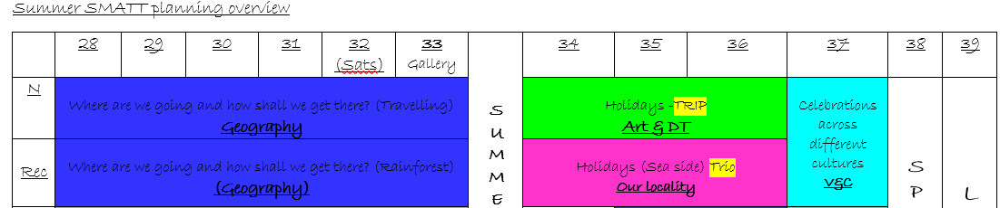 Summer SMATT planning overview
28 29 30 31 32 33 34 35 36 37 38 39
(Sats) Gallery
N
Where are we going and how shall we get there? (Travelling)
Geography
Holidays -TRIP
Art & DT
Celebrations
across
different
cultures
V&C
Rec
Where are we going and how shall we get there? (Rainforest)
(Geography)
Holidays (Sea side) Trio
Our locality
S
U
M
M
E
S
P
L